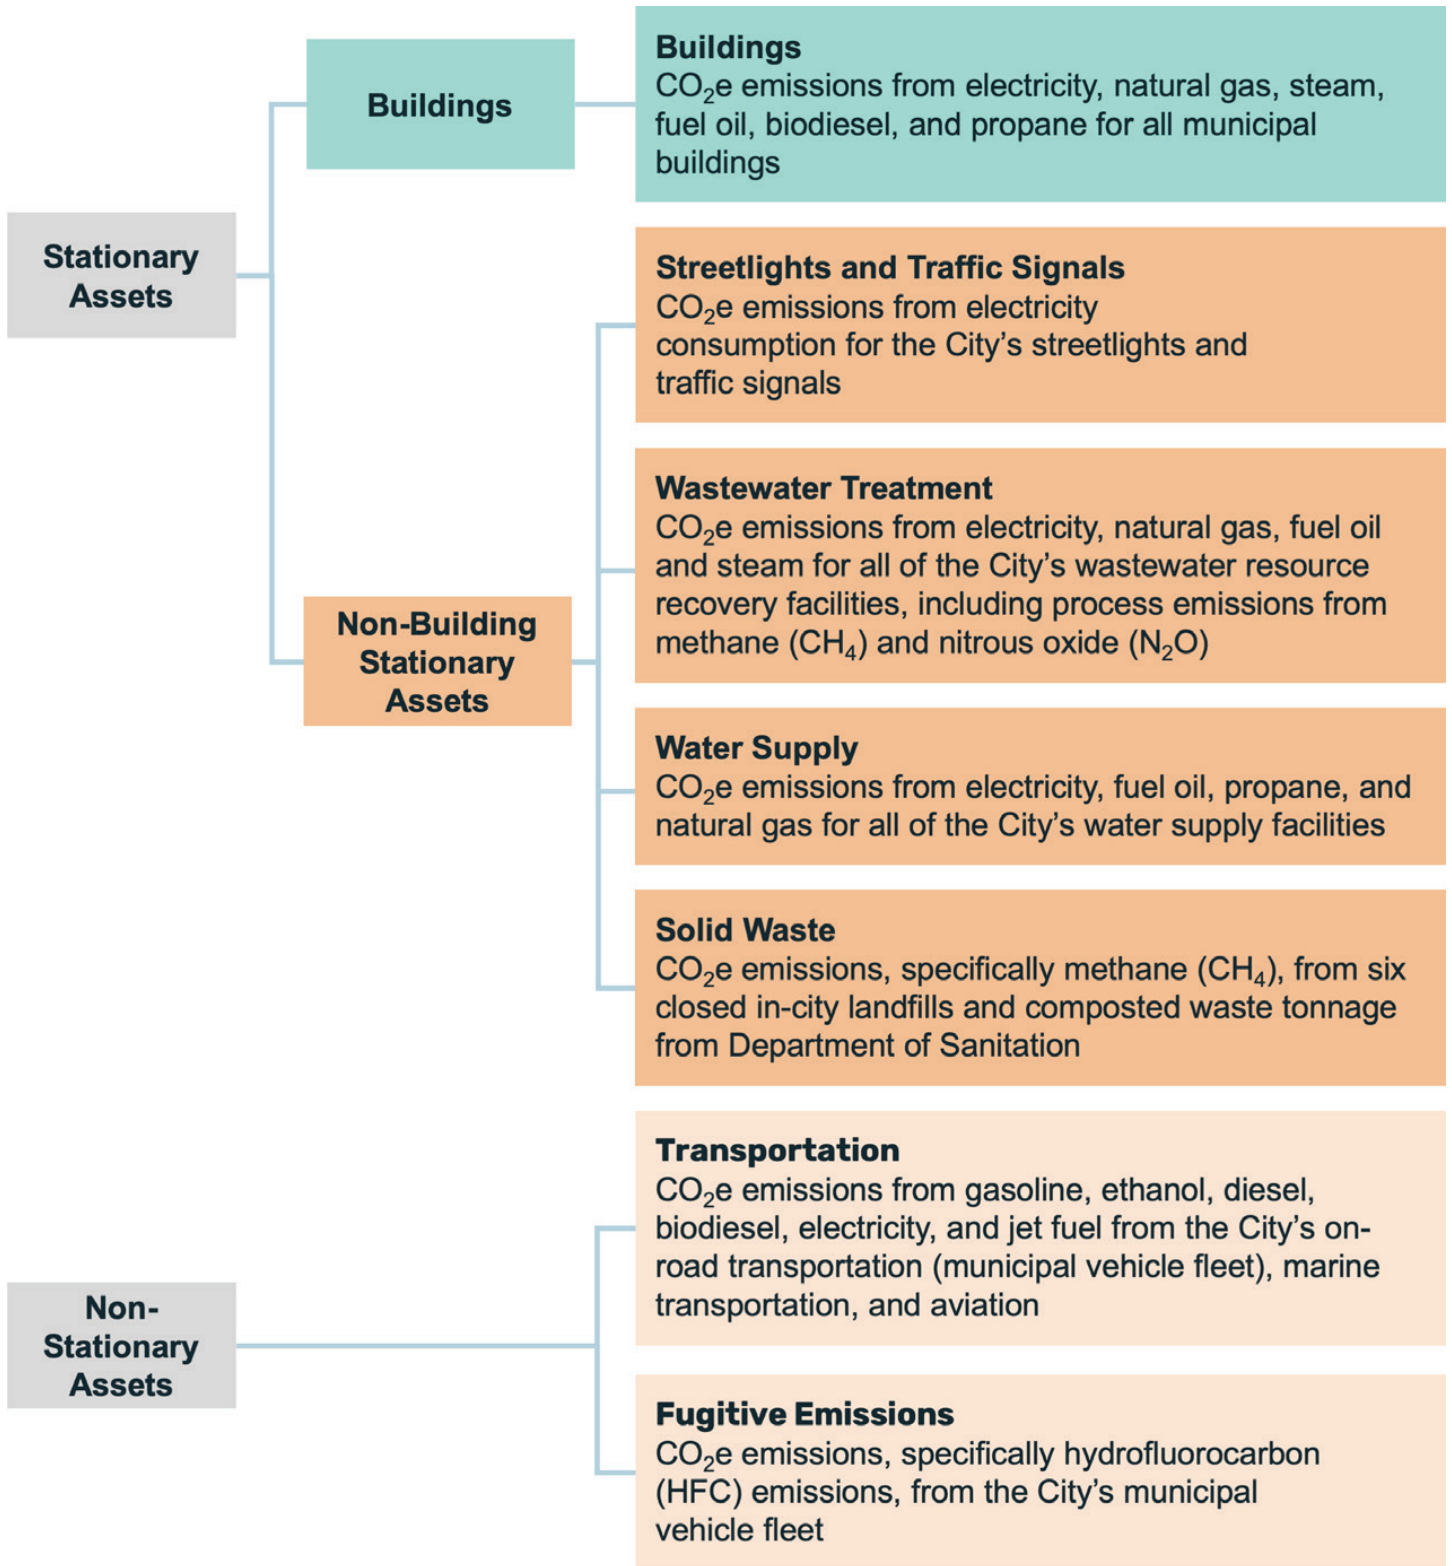 Stationary
Assets
Buildings
Buildings
CO₂e emissions from electricity, natural gas, steam,
fuel oil, biodiesel, and propane for all municipal
buildings
Non-Building
Stationary
Assets
Streetlights and Traffic Signals
CO₂e emissions from electricity
consumption for the City’s streetlights and
traffic signals
Wastewater Treatment
CO₂e emissions from electricity, natural gas, fuel oil
and steam for all of the City’s wastewater resource
recovery facilities, including process emissions from
methane (CH₄) and nitrous oxide (N₂O)
Water Supply
CO₂e emissions from electricity, fuel oil, propane, and
natural gas for all of the City’s water supply facilities
Solid Waste
CO₂e emissions, specifically methane (CH₄), from six
closed in-city landfills and composted waste tonnage
from Department of Sanitation
Non-
Stationary
Assets
Transportation
CO₂e emissions from gasoline, ethanol, diesel,
biodiesel, electricity, and jet fuel from the City’s on-
road transportation (municipal vehicle fleet), marine
transportation, and aviation
Fugitive Emissions
CO₂e emissions, specifically hydrofluorocarbon
(HFC) emissions, from the City’s municipal
vehicle fleet